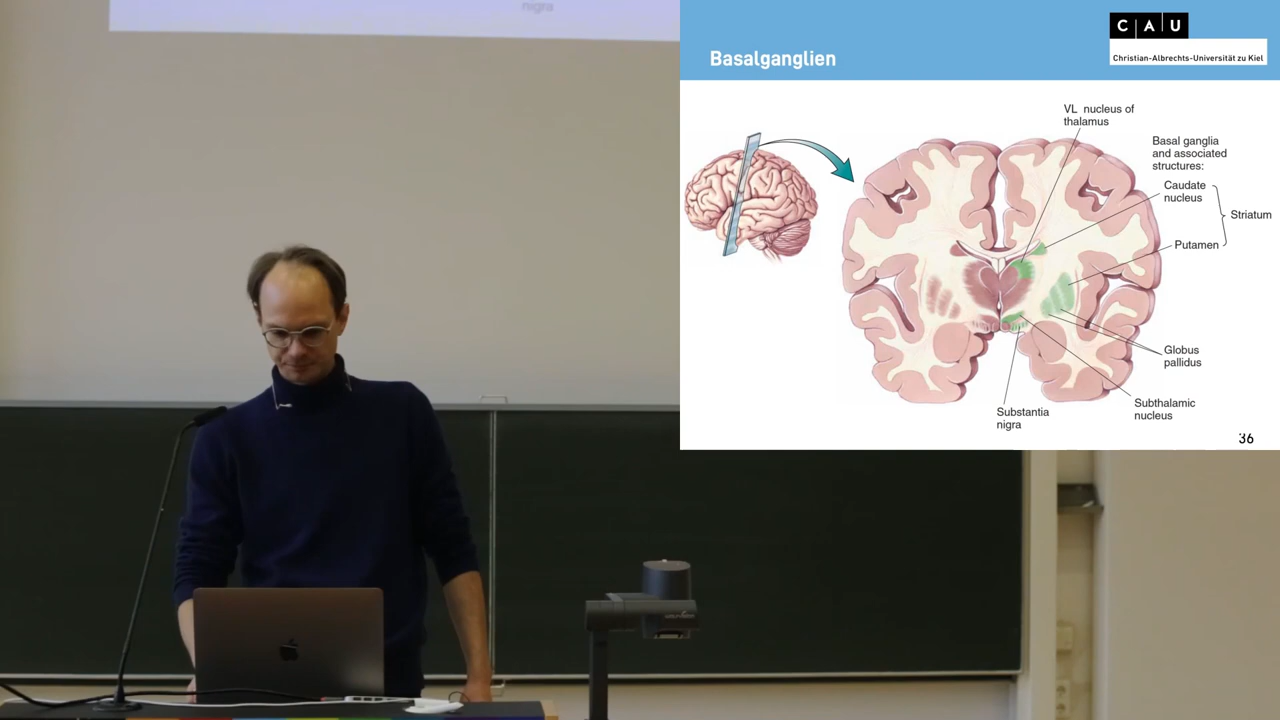 nigra
Basalganglien
C A U
Christian-Albrechts-Universität zu Kiel
VL nucleus of
thalamus
Basal ganglia
and associated
structures:
Caudate
nucleus
Striatum
Putamen
Globus
pallidus
Subthalamic
nucleus
Substantia
nigra
36